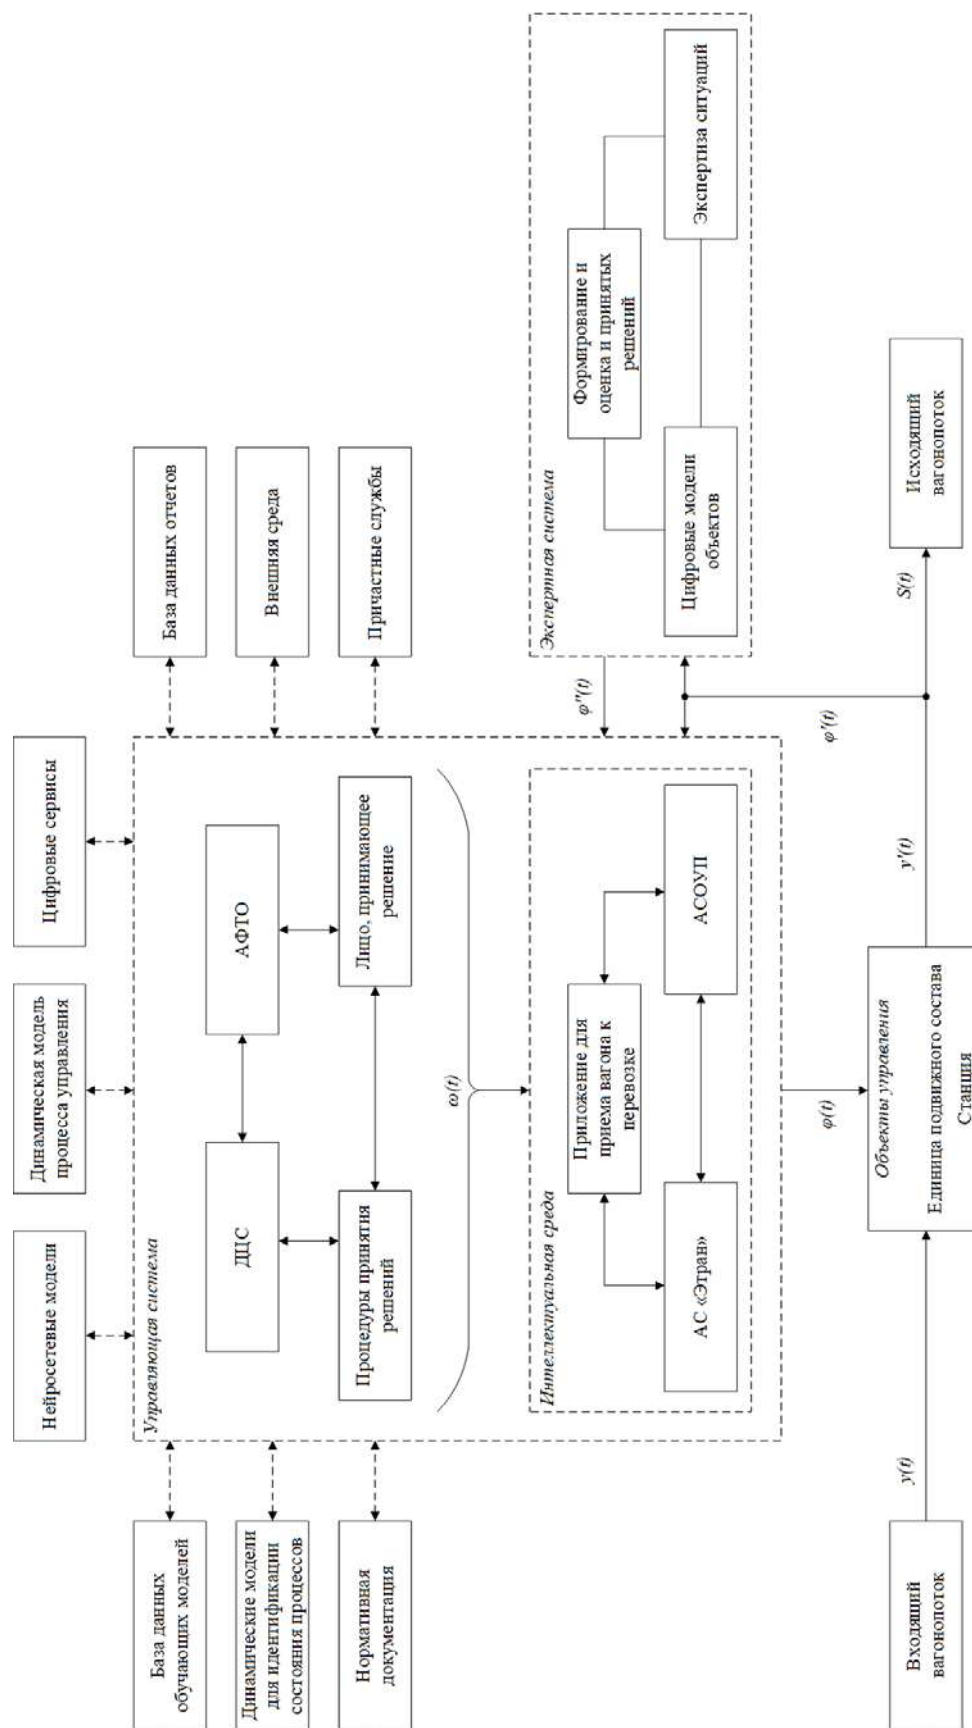 Нейросетевые модели
Динамическая модель
процесса управления
Цифровые сервисы
База данных
обучающих моделей
Динамические модели
для идентификации
состояния процессов
Нормативная
документация
Управляющая система
ДЦС
АФТО
Процедуры принятия
решений
Лицо, принимающее
решение
ω(t)
Интеллектуальная среда
Приложение для
приема вагона к
перевозке
АС «Этран»
АСОУП
База данных отчетов
Внешняя среда
Причастные службы
φ''(t)
Экспертная система
Формирование и
оценка и принятых
решений
Цифровые модели
объектов
Экспертиза ситуаций
φ(t)
φ'(t)
Входящий
вагонопоток
y(t)
Объекты управления
Единица подвижного состава
Станция
y'(t)
S(t)
Исходящий
вагонопоток